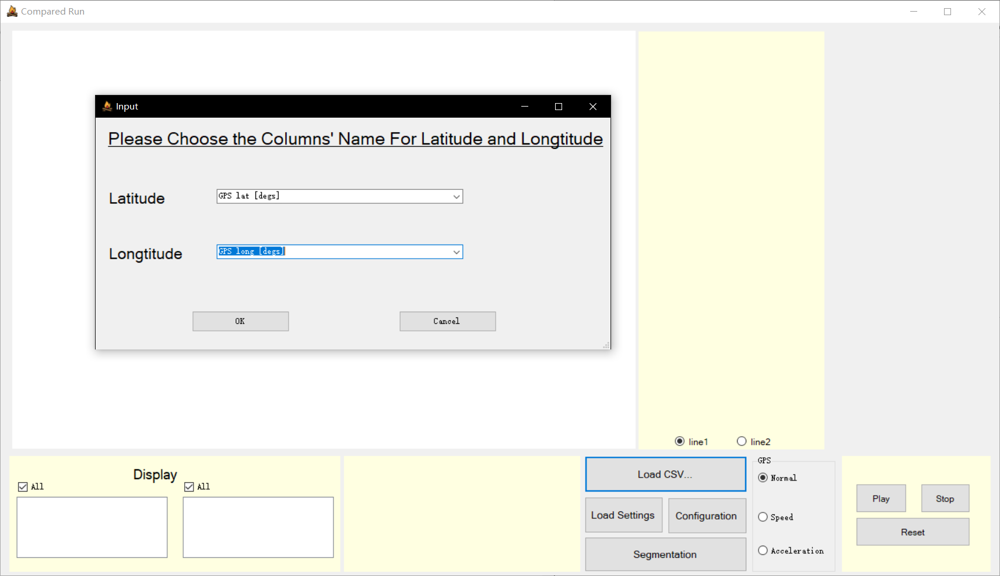 Compared Run
Input
Please Choose the Columns' Name For Latitude and Longtitude
Latitude
GPS lat [degs]
Longtitude
GPS long [degs]
OK
Cancel
line1
line2
Display
All
All
Load CSV...
Load Settings
Configuration
Segmentation
GPS
Normal
Speed
Acceleration
Play
Stop
Reset